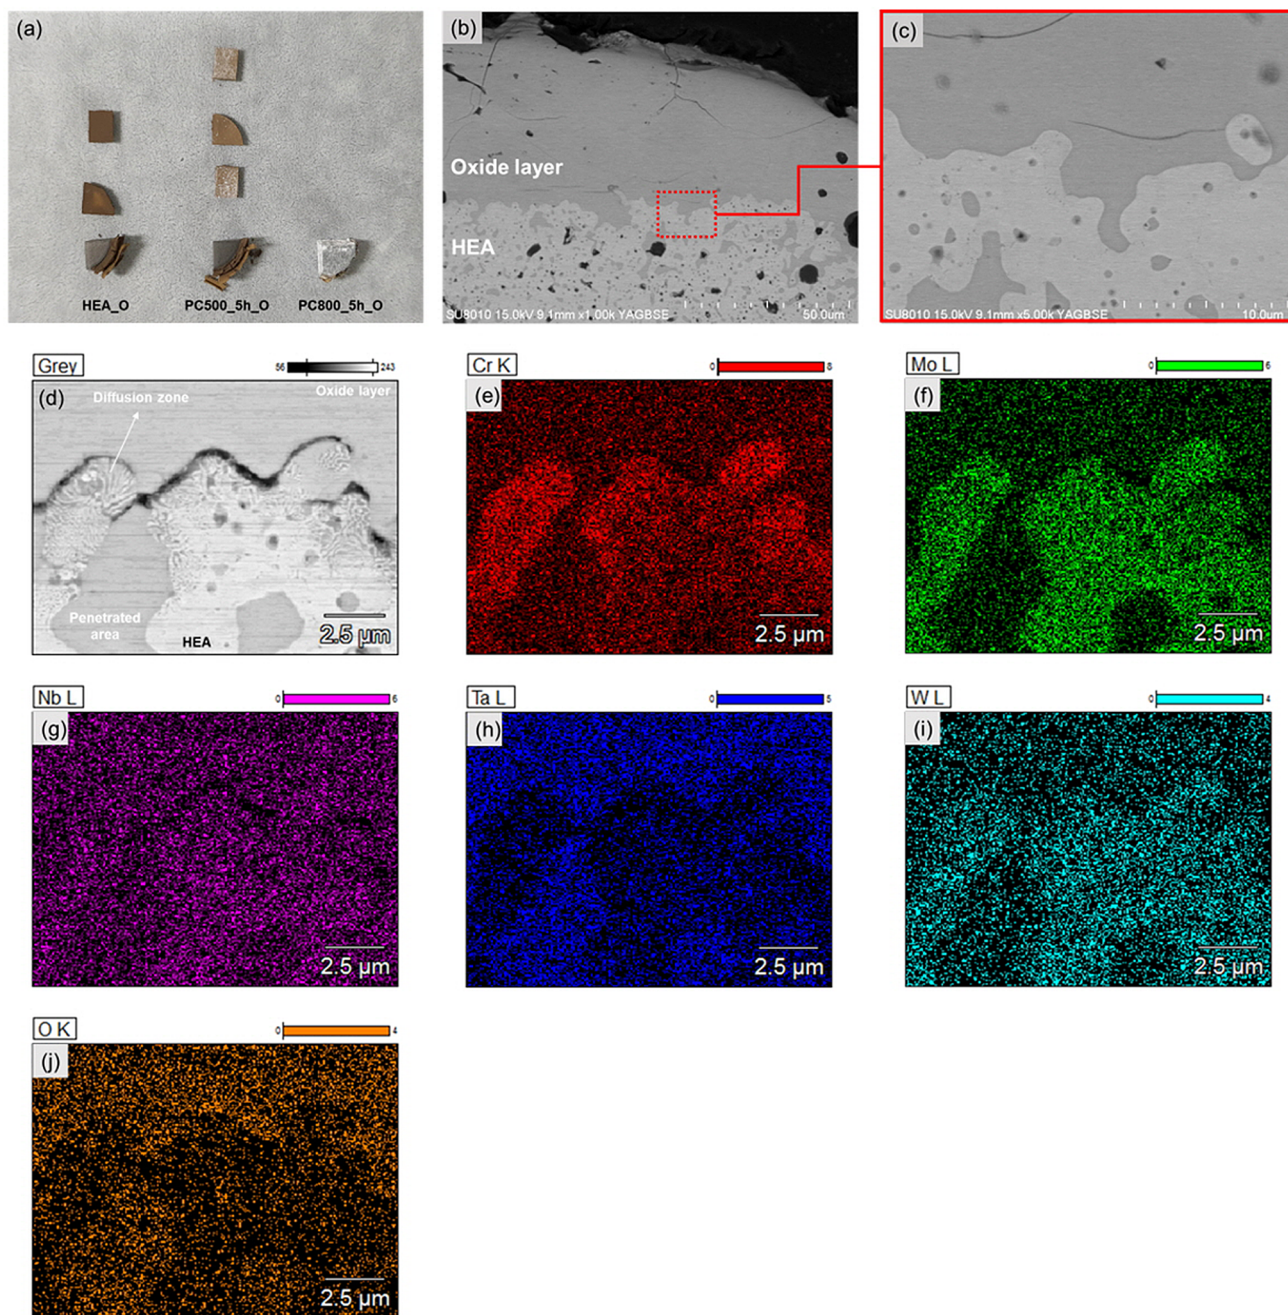 (a)
HEA_O
PC500_5h_O
PC800_5h_O
(b)
Oxide layer
HEA
SU8010 15.0kV 9.1mm x1.00k YAGBSE
50.0um
(c)
SU8010 15.0kV 9.1mm x5.00k YAGBSE
10.0um
Grey
56
243
(d)
Diffusion zone
Oxide layer
Penetrated
area
HEA
2.5 μm
Cr K
0
8
(e)
2.5 μm
Mo L
0
6
(f)
2.5 μm
Nb L
0
6
(g)
2.5 μm
Ta L
0
5
(h)
2.5 μm
W L
0
4
(i)
2.5 μm
O K
0
4
(j)
2.5 μm